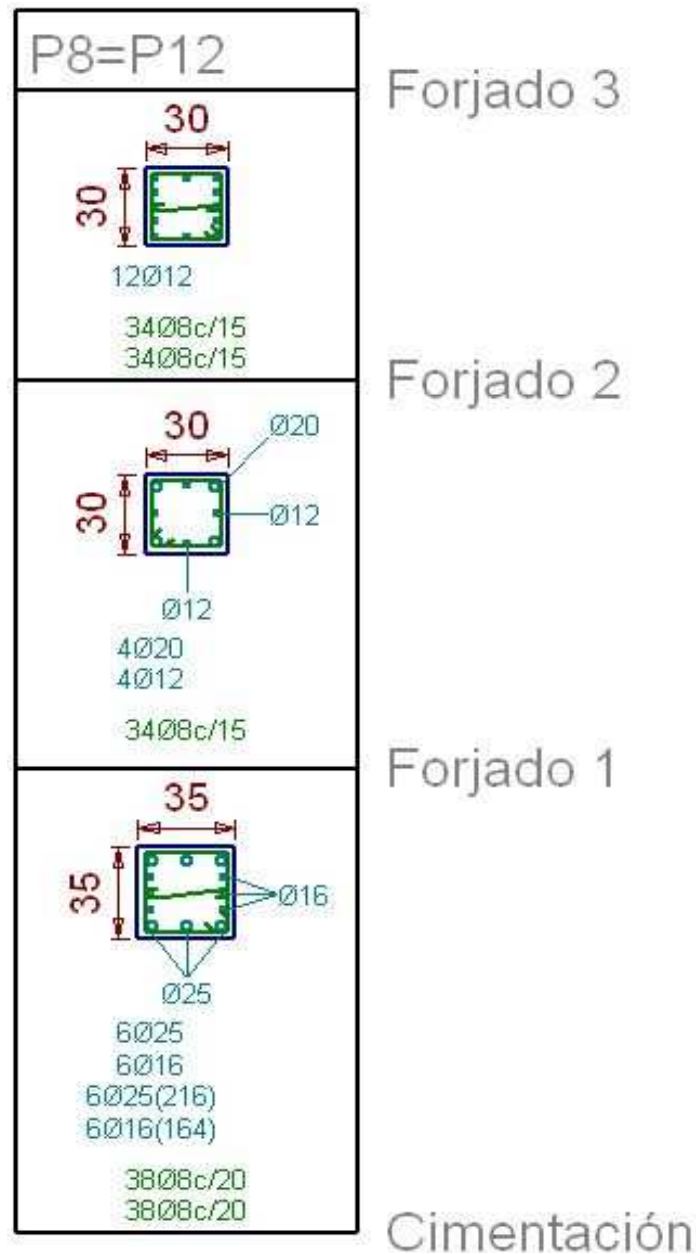 P8=P12
Forjado 3
30
30
12Ø12
34Ø8c/15
34Ø8c/15
Forjado 2
30
Ø20
30
Ø12
Ø12
4Ø20
4Ø12
34Ø8c/15
Forjado 1
35
35
Ø16
Ø25
6Ø25
6Ø16
6Ø25(216)
6Ø16(164)
38Ø8c/20
38Ø8c/20
Cimentación